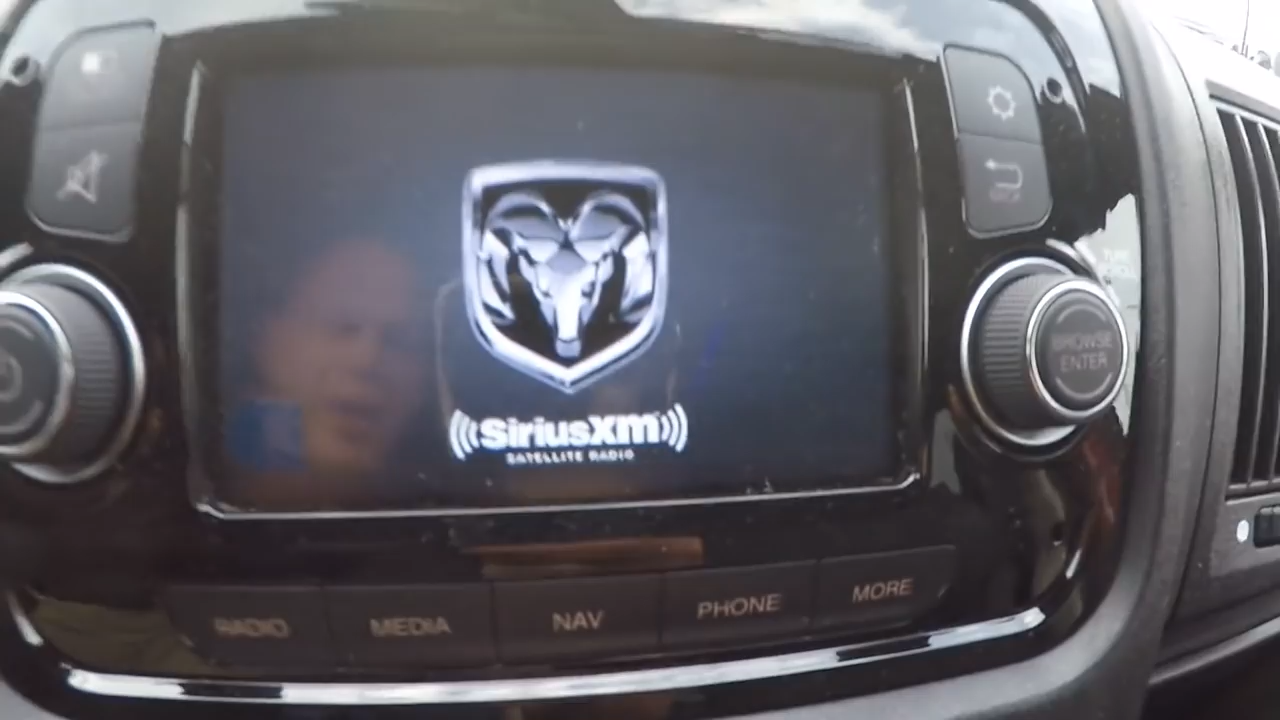 SiriusXM
SATELLITE RADIO
BROWSE
ENTER
RADIO
MEDIA
NAV
PHONE
MORE